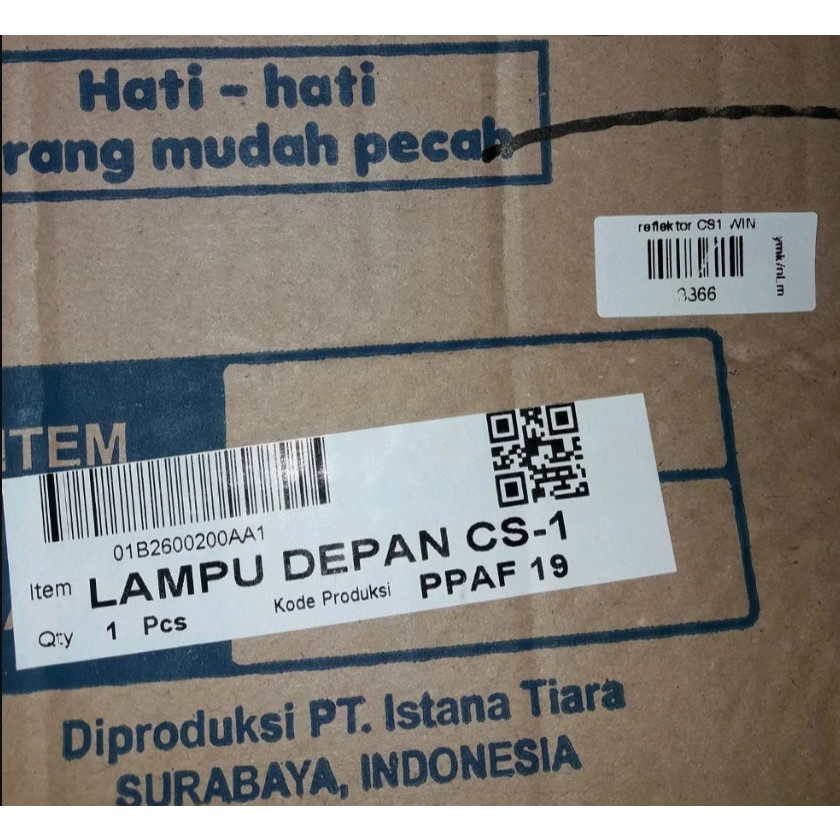 Hati - hati
rang mudah pecah
reflektor CS1 WIN
3366
ymk/nl.m
ITEM
01B2600200AA1
Item LAMPU DEPAN CS-1
Qty 1 Pcs Kode Produksi PPAF 19
Diproduksi PT. Istana Tiara
SURABAYA, INDONESIA